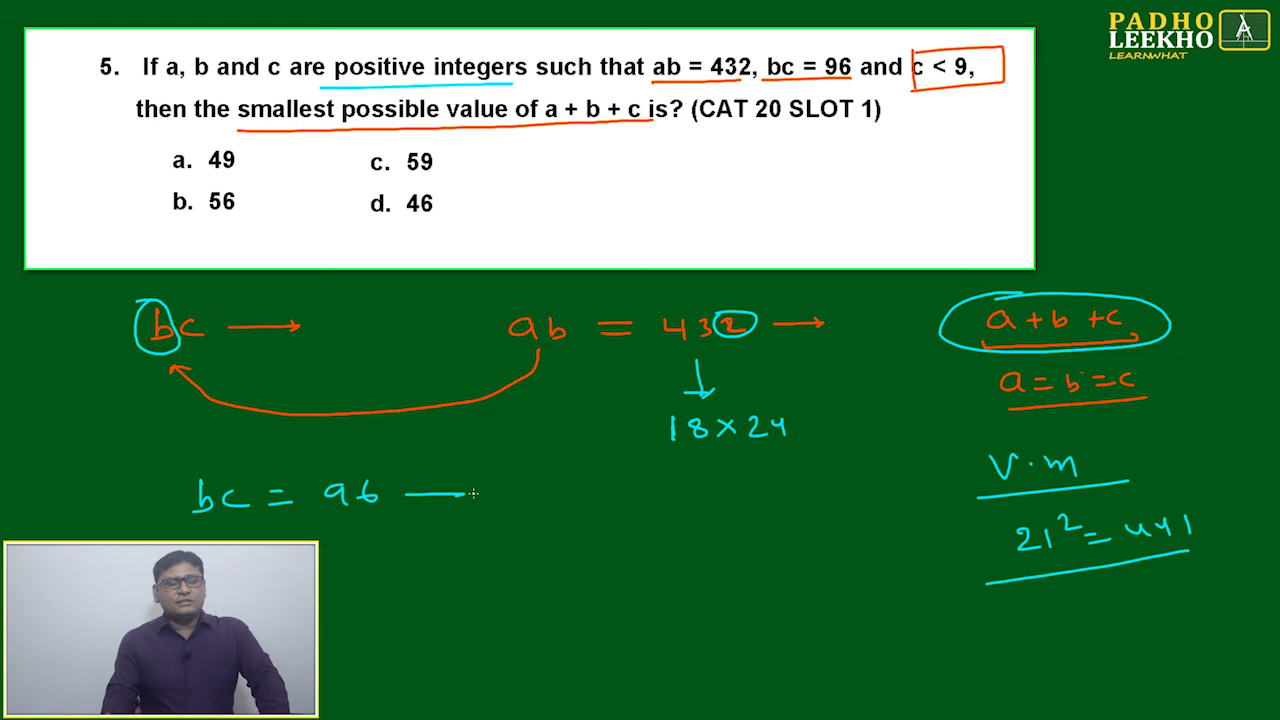 PADHO
LEEKHO
LEARNWHAT
5. If a, b and c are positive integers such that ab = 432, bc = 96 and c < 9,
then the smallest possible value of a + b + c is? (CAT 20 SLOT 1)
a. 49 c. 59
b. 56 d. 46
bc → ab = 432 → a + b + c
a = b = c
18 × 24
V.m
bc = 96
21² = 441